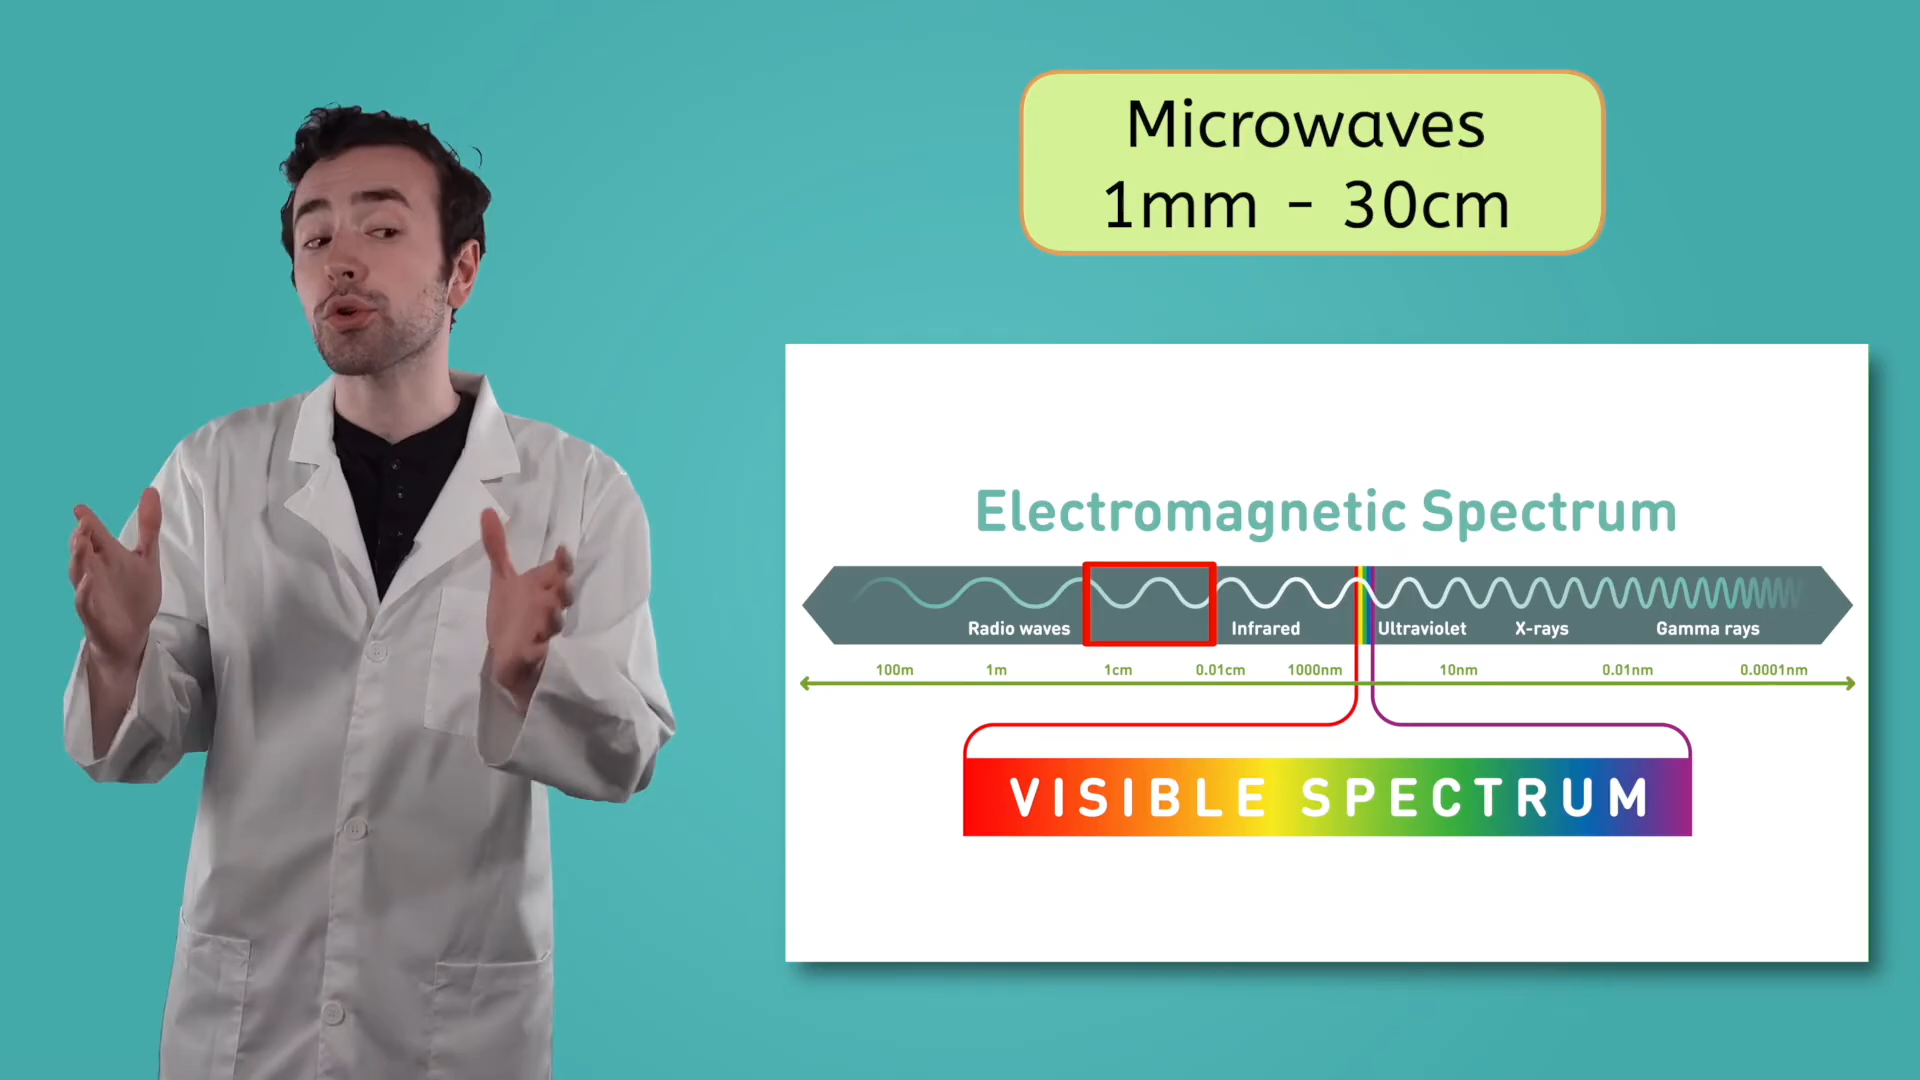 Microwaves
1mm - 30cm
Electromagnetic Spectrum
Radio waves Infrared Ultraviolet X-rays Gamma rays
100m 1m 1cm 0.01cm 1000nm 10nm 0.01nm 0.0001nm
VISIBLE SPECTRUM